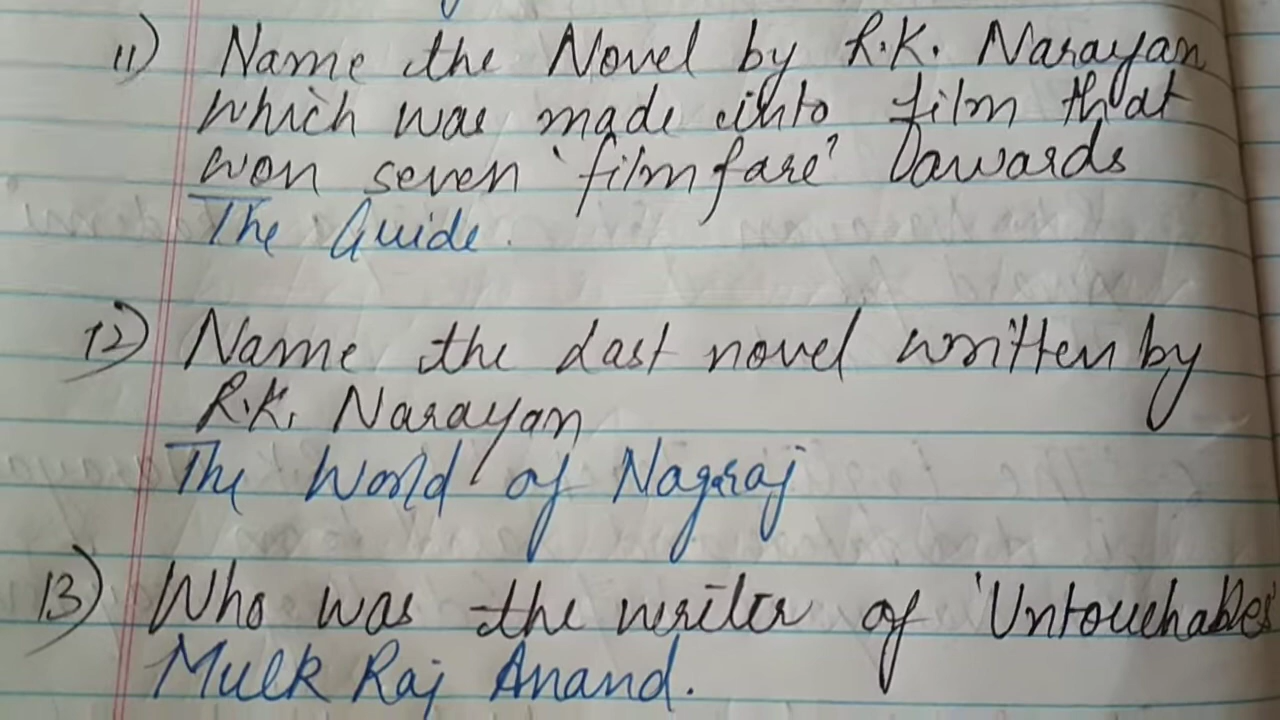 11) Name the Novel by R.K. Narayan
which was made into film that
won seven 'filmfare' awards
The Guide.
12) Name the last novel written by
R.K. Narayan
The World of Nagaraj
13) Who was the writer of 'Untouchables'
Mulk Raj Anand.